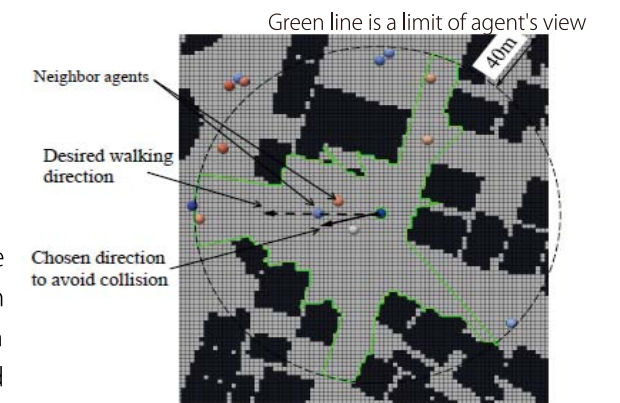 Green line is a limit of agent's view
40m
Neighbor agents
Desired walking
direction
Chosen direction
to avoid collision